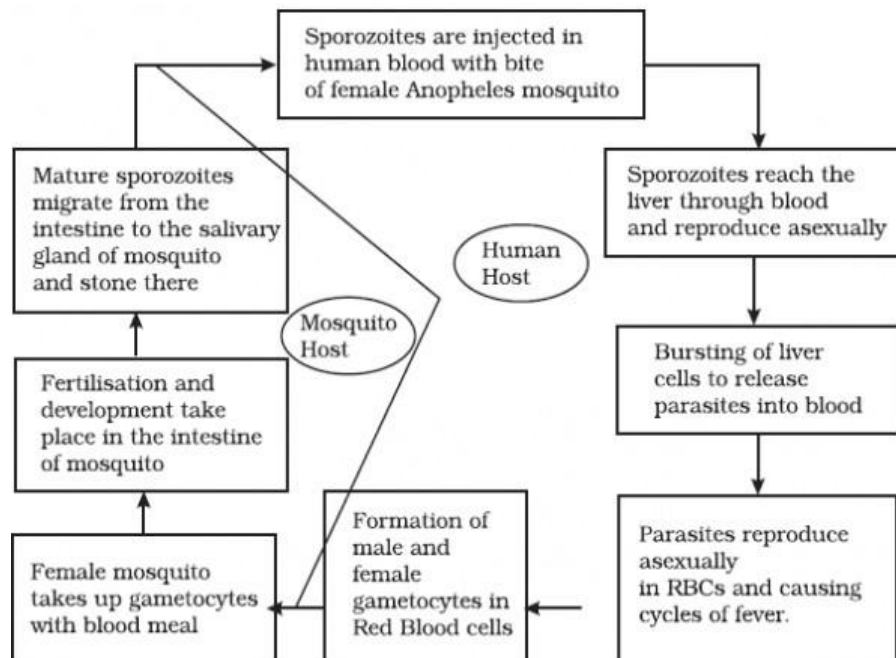 Sporozoites are injected in
human blood with bite
of female Anopheles mosquito
Sporozoites reach the
liver through blood
and reproduce asexually
Bursting of liver
cells to release
parasites into blood
Parasites reproduce
asexually
in RBCs and causing
cycles of fever.
Formation of
male and
female
gametocytes in
Red Blood cells
Female mosquito
takes up gametocytes
with blood meal
Fertilisation and
development take
place in the intestine
of mosquito
Mature sporozoites
migrate from the
intestine to the salivary
gland of mosquito
and stone there
Human
Host
Mosquito
Host